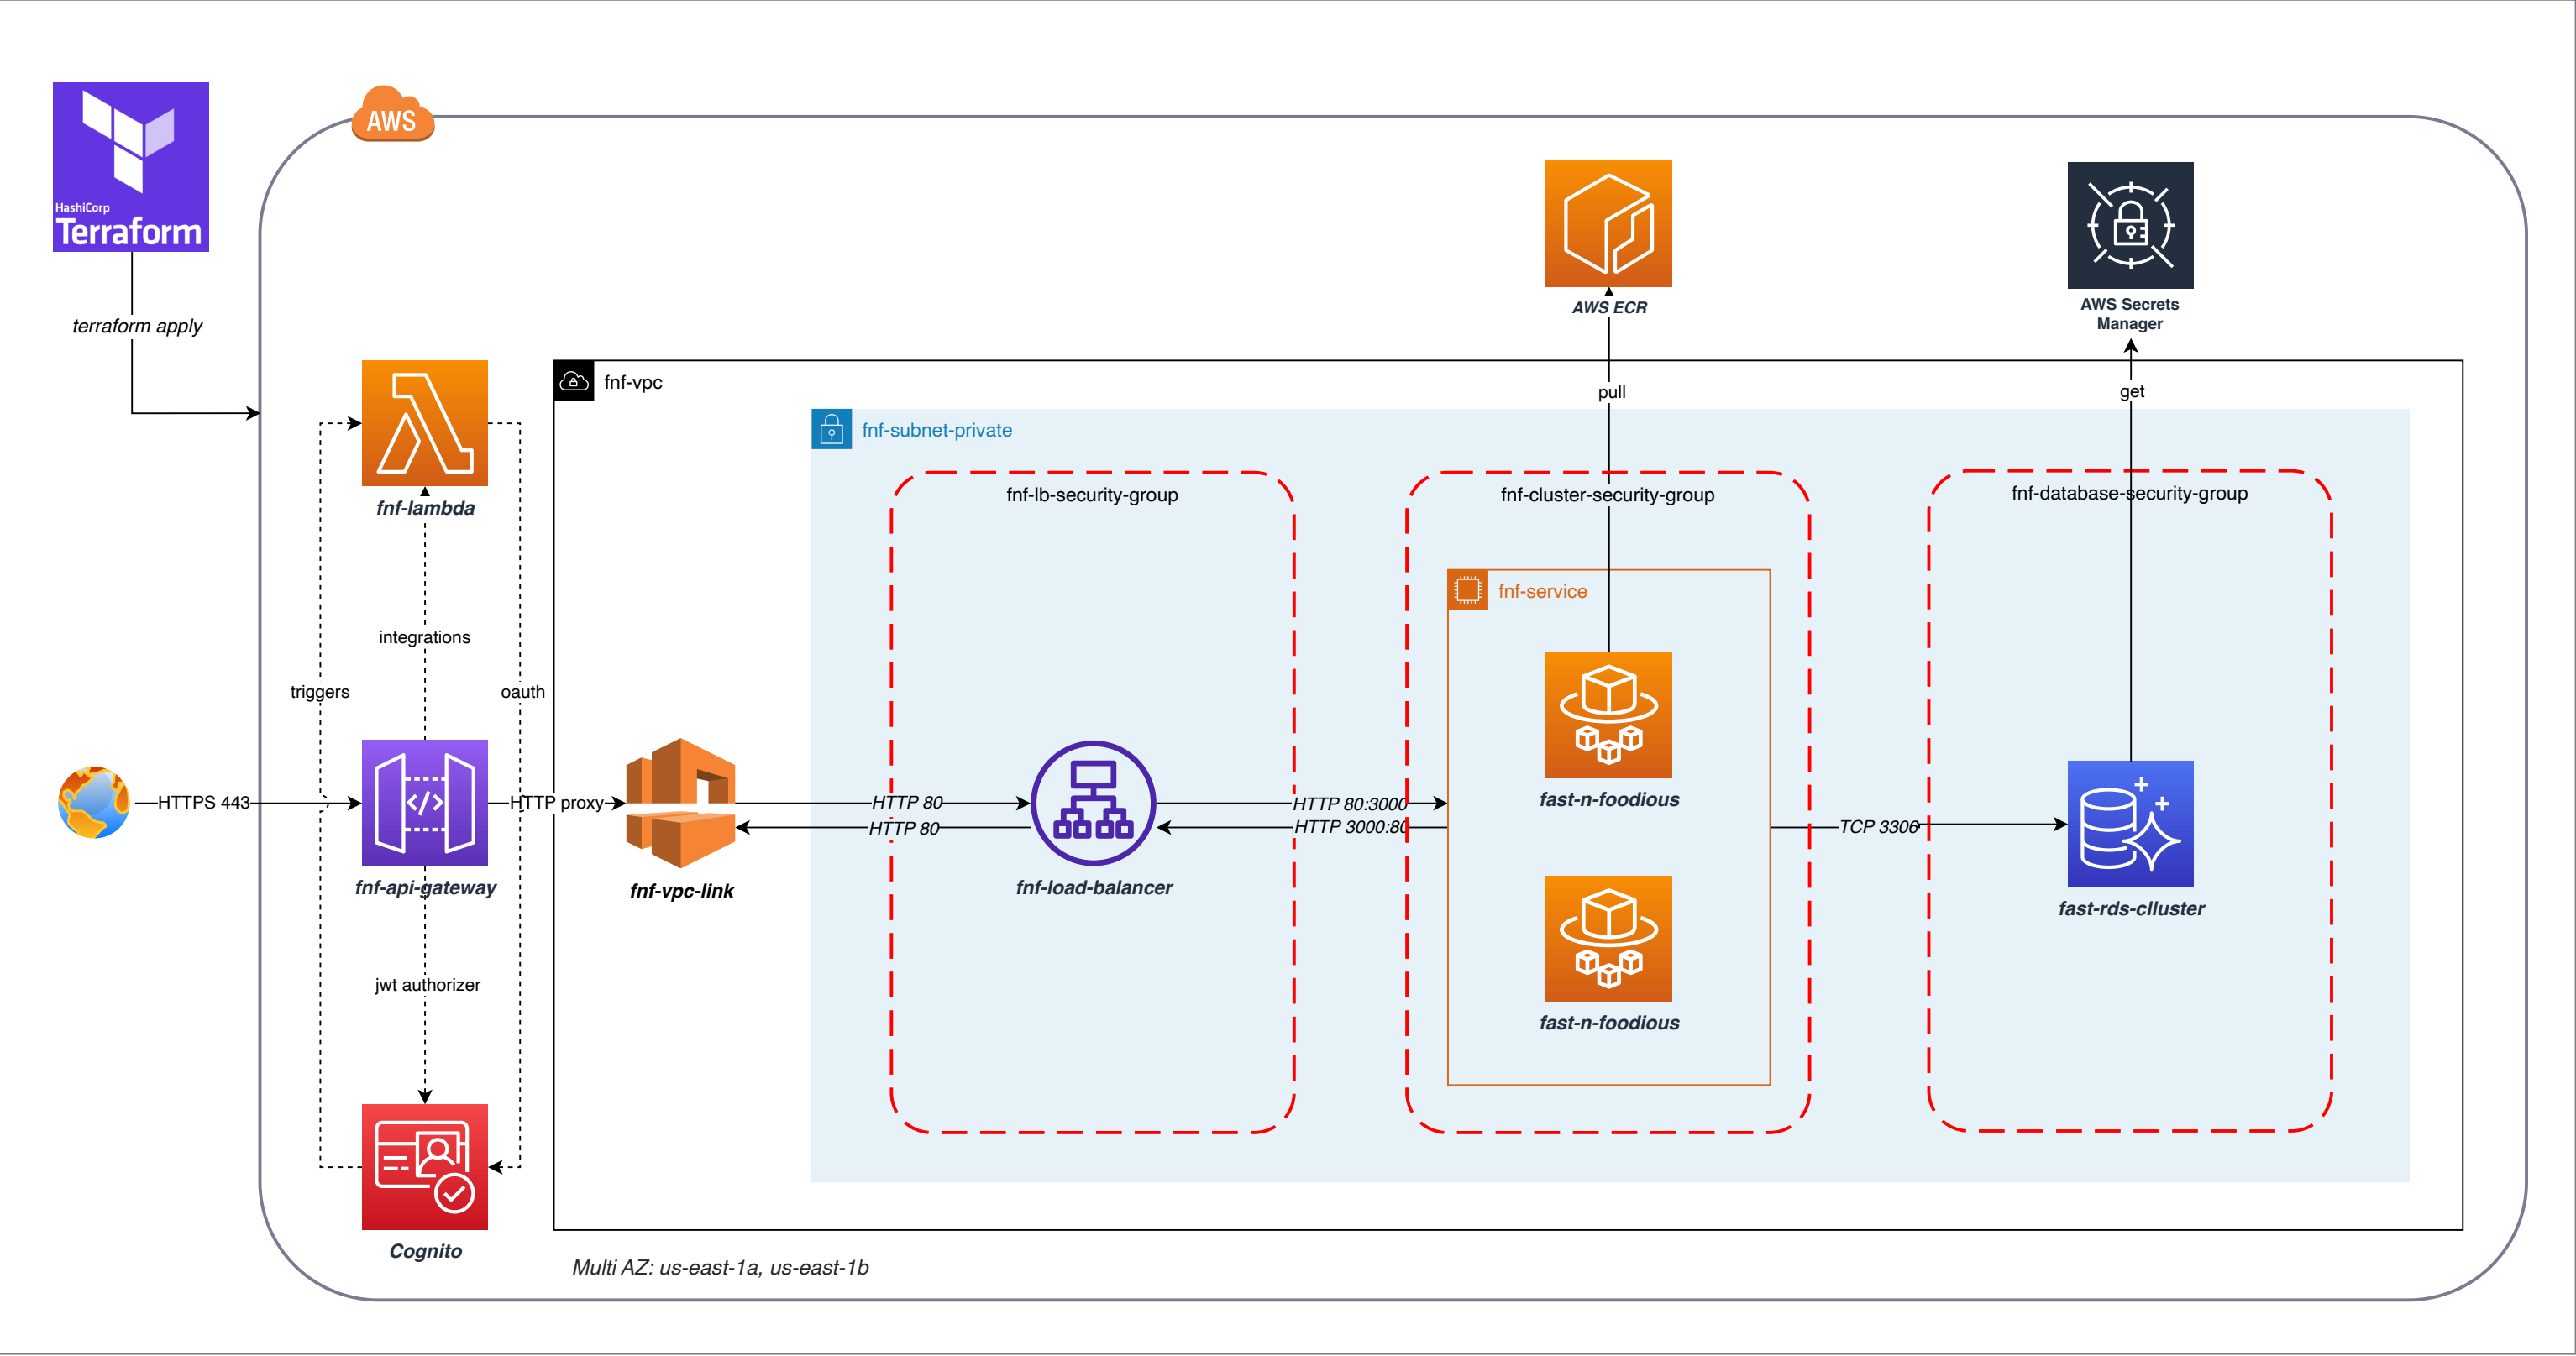 AWS
HashiCorp
Terraform
terraform apply
AWS ECR
AWS Secrets
Manager
fnf-vpc
pull
get
fnf-subnet-private
fnf-lambda
fnf-lb-security-group
fnf-cluster-security-group
fnf-database-security-group
fnf-service
integrations
triggers
oauth
HTTPS 443
HTTP proxy
HTTP 80
HTTP 80
HTTP 80:3000
HTTP 3000:80
TCP 3306
fast-n-foodious
fnf-api-gateway
fnf-vpc-link
fnf-load-balancer
fast-rds-clluster
jwt authorizer
fast-n-foodious
Cognito
Multi AZ: us-east-1a, us-east-1b